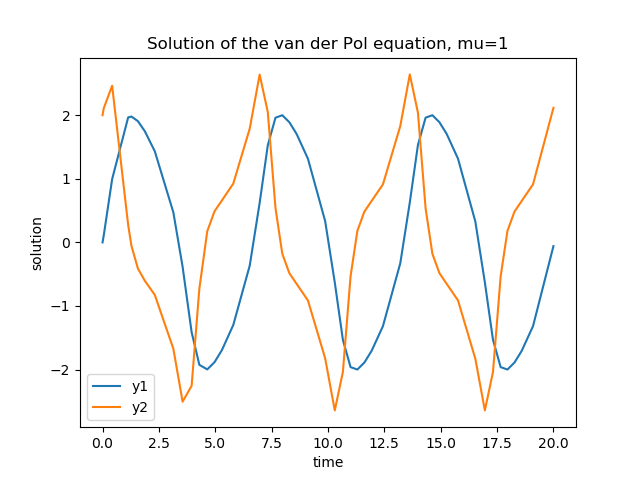 Solution of the van der Pol equation, mu=1
solution
2
1
0
−1
−2
y1
y2
0.0 2.5 5.0 7.5 10.0 12.5 15.0 17.5 20.0
time